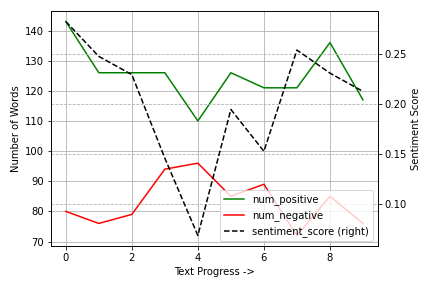 140
130
120
110
100
90
80
70
Number of Words
0.25
0.20
0.15
0.10
Sentiment Score
num_positive
num_negative
sentiment_score (right)
0 2 4 6 8
Text Progress ->